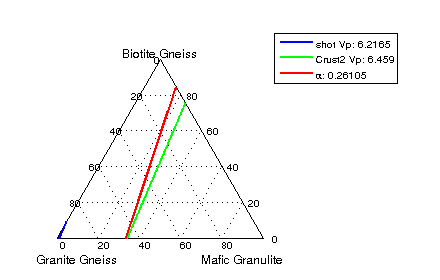 Biotite Gneiss
0
shot Vp: 6.2165
Crust2 Vp: 6.459
α: 0.26105
20 80
40 60
60 40
80 20
0
0 20 40 60 80
Granite Gneiss Mafic Granulite